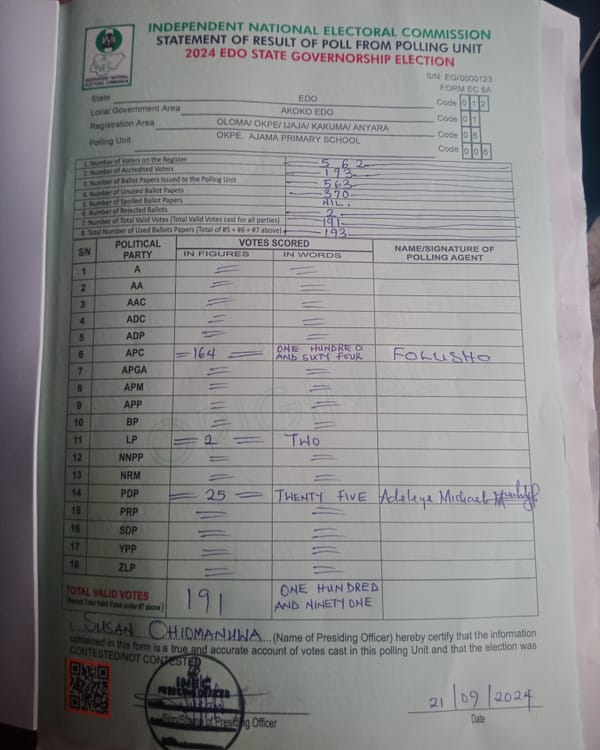 INDEPENDENT NATIONAL ELECTORAL COMMISSION
STATEMENT OF RESULT OF POLL FROM POLLING UNIT
2024 EDO STATE GOVERNORSHIP ELECTION
INEC
INDEPENDENT NATIONAL ELECTORAL COMMISSION
S/N: EG/0000123
FORM EC 8A
State EDO Code 0 1 2
Local Government Area AKOKO EDO Code 0 1
Registration Area OLOMA/ OKPE/ IJAJA/ KAKUMA/ ANYARA Code 0 6
Polling Unit OKPE, AJAMA PRIMARY SCHOOL Code 0 0 6
1. Number of Voters on the Register 562
2. Number of Accredited Voters 193
3. Number of Ballot Papers Issued to the Polling Unit 563
4. Number of Unused Ballot Papers 370
5. Number of Spoiled Ballot Papers NIL.
6. Number of Rejected Ballots 2
7. Number of Total Valid Votes (Total Valid Votes cast for all parties) 191
8. Total Number of Used Ballots Papers (Total of #5 + #6 + #7 above) 193
S/N POLITICAL PARTY VOTES SCORED NAME/SIGNATURE OF POLLING AGENT
IN FIGURES IN WORDS
1 A
2 AA
3 AAC
4 ADC
5 ADP
6 APC =164= ONE HUNDRED AND SIXTY FOUR FOLUSHO
7 APGA
8 APM
9 APP
10 BP
11 LP =2= TWO
12 NNPP
13 NRM
14 PDP =25= TWENTY FIVE Adeleye Michael
15 PRP
16 SDP
17 YPP
18 ZLP
TOTAL VALID VOTES 191 ONE HUNDRED AND NINETY ONE
(Record Total Valid Votes under #7 above)
I, SUSAN OHIOMANUWA (Name of Presiding Officer) hereby certify that the information
contained in this form is a true and accurate account of votes cast in this polling Unit and that the election was
CONTESTED/NOT CONTESTED
INEC
PRESIDING OFFICER
Sign/Stamp of Presiding Officer
21/09/2024
Date